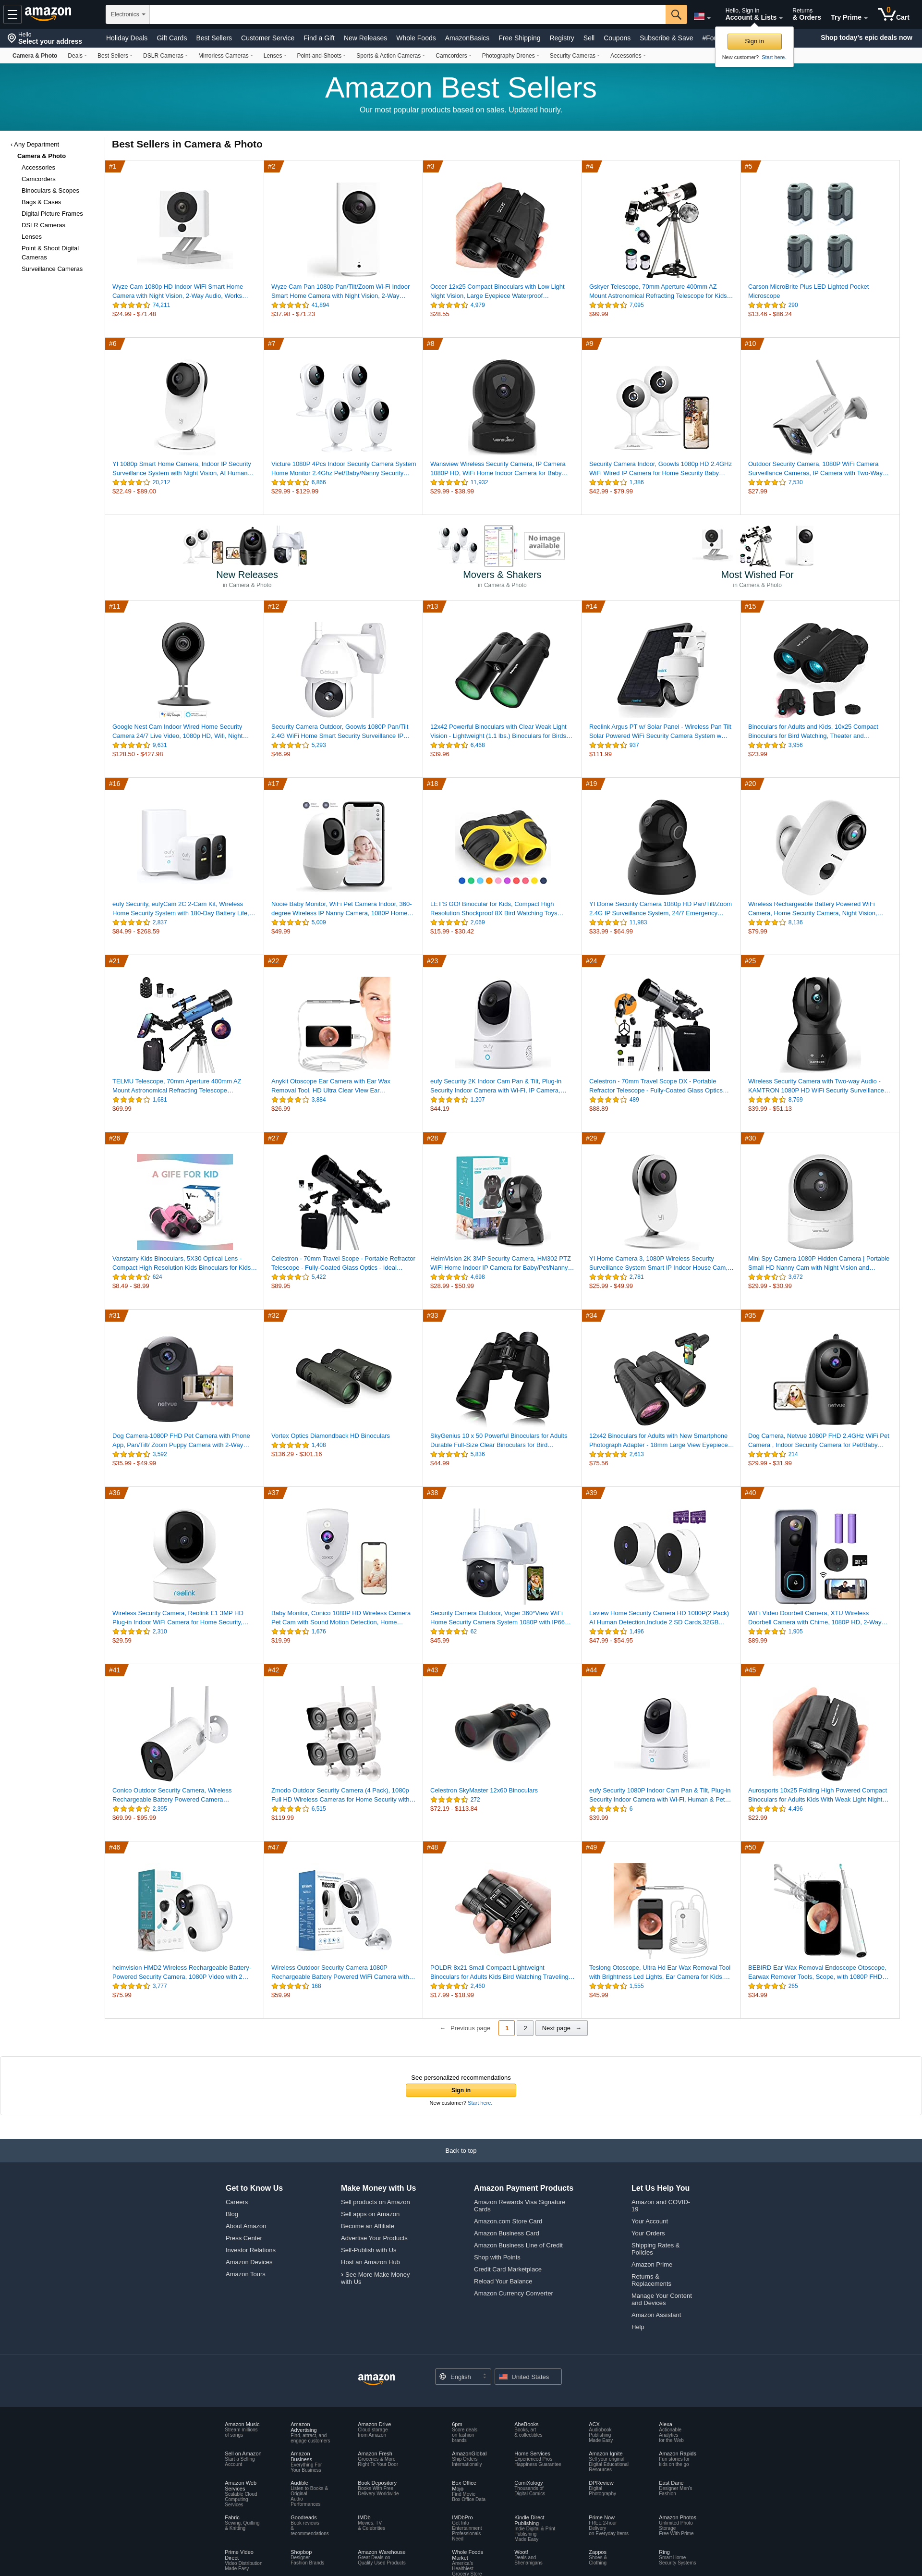 amazon
Electronics
Hello, Sign in
Account & Lists
Returns
& Orders
Try Prime
0
Cart
Hello
Select your address
Holiday Deals Gift Cards Best Sellers Customer Service Find a Gift New Releases Whole Foods AmazonBasics Free Shipping Registry Sell Coupons Subscribe & Save
Shop today's epic deals now
Sign in
New customer? Start here.
Camera & Photo Deals Best Sellers DSLR Cameras Mirrorless Cameras Lenses Point-and-Shoots Sports & Action Cameras Camcorders Photography Drones Security Cameras Accessories
Amazon Best Sellers
Our most popular products based on sales. Updated hourly.
‹ Any Department
Camera & Photo
Accessories
Camcorders
Binoculars & Scopes
Bags & Cases
Digital Picture Frames
DSLR Cameras
Lenses
Point & Shoot Digital
Cameras
Surveillance Cameras
Best Sellers in Camera & Photo
#1
Wyze Cam 1080p HD Indoor WiFi Smart Home
Camera with Night Vision, 2-Way Audio, Works…
74,211
$24.99 - $71.48
#2
Wyze Cam Pan 1080p Pan/Tilt/Zoom Wi-Fi Indoor
Smart Home Camera with Night Vision, 2-Way…
41,894
$37.98 - $71.23
#3
Occer 12x25 Compact Binoculars with Low Light
Night Vision, Large Eyepiece Waterproof…
4,979
$28.55
#4
Gskyer Telescope, 70mm Aperture 400mm AZ
Mount Astronomical Refracting Telescope for Kids…
7,095
$99.99
#5
Carson MicroBrite Plus LED Lighted Pocket
Microscope
290
$13.46 - $86.24
#6
YI 1080p Smart Home Camera, Indoor IP Security
Surveillance System with Night Vision, AI Human…
20,212
$22.49 - $89.00
#7
Victure 1080P 4Pcs Indoor Security Camera System
Home Monitor 2.4Ghz Pet/Baby/Nanny Security…
6,866
$29.99 - $129.99
#8
Wansview Wireless Security Camera, IP Camera
1080P HD, WiFi Home Indoor Camera for Baby…
11,932
$29.99 - $38.99
#9
Security Camera Indoor, Goowls 1080p HD 2.4GHz
WiFi Wired IP Camera for Home Security Baby…
1,386
$42.99 - $79.99
#10
Outdoor Security Camera, 1080P WiFi Camera
Surveillance Cameras, IP Camera with Two-Way…
7,530
$27.99
New Releases
in Camera & Photo
No image
available
Movers & Shakers
in Camera & Photo
Most Wished For
in Camera & Photo
#11
Google Nest Cam Indoor Wired Home Security
Camera 24/7 Live Video, 1080p HD, Wifi, Night…
9,631
$128.50 - $427.98
#12
Security Camera Outdoor, Goowls 1080P Pan/Tilt
2.4G WiFi Home Smart Security Surveillance IP…
5,293
$46.99
#13
12x42 Powerful Binoculars with Clear Weak Light
Vision - Lightweight (1.1 lbs.) Binoculars for Birds…
6,468
$39.96
#14
Reolink Argus PT w/ Solar Panel - Wireless Pan Tilt
Solar Powered WiFi Security Camera System w…
937
$111.99
#15
Binoculars for Adults and Kids, 10x25 Compact
Binoculars for Bird Watching, Theater and…
3,956
$23.99
#16
eufy Security, eufyCam 2C 2-Cam Kit, Wireless
Home Security System with 180-Day Battery Life,…
2,837
$84.99 - $268.59
#17
Nooie Baby Monitor, WiFi Pet Camera Indoor, 360-
degree Wireless IP Nanny Camera, 1080P Home…
5,009
$49.99
#18
LET'S GO! Binocular for Kids, Compact High
Resolution Shockproof 8X Bird Watching Toys…
2,069
$15.99 - $30.42
#19
YI Dome Security Camera 1080p HD Pan/Tilt/Zoom
2.4G IP Surveillance System, 24/7 Emergency…
11,983
$33.99 - $64.99
#20
Wireless Rechargeable Battery Powered WiFi
Camera, Home Security Camera, Night Vision,…
8,136
$79.99
#21
TELMU Telescope, 70mm Aperture 400mm AZ
Mount Astronomical Refracting Telescope…
1,681
$69.99
#22
Anykit Otoscope Ear Camera with Ear Wax
Removal Tool, HD Ultra Clear View Ear…
3,884
$26.99
#23
eufy Security 2K Indoor Cam Pan & Tilt, Plug-in
Security Indoor Camera with Wi-Fi, IP Camera,…
1,207
$44.19
#24
Celestron - 70mm Travel Scope DX - Portable
Refractor Telescope - Fully-Coated Glass Optics…
489
$88.89
#25
Wireless Security Camera with Two-way Audio -
KAMTRON 1080P HD WiFi Security Surveillance…
8,769
$39.99 - $51.13
#26
A GIFE FOR KID
Vanstarry Kids Binoculars, 5X30 Optical Lens -
Compact High Resolution Kids Binoculars for Kids…
624
$8.49 - $8.99
#27
Celestron - 70mm Travel Scope - Portable Refractor
Telescope - Fully-Coated Glass Optics - Ideal…
5,422
$89.95
#28
HeimVision 2K 3MP Security Camera, HM302 PTZ
WiFi Home Indoor IP Camera for Baby/Pet/Nanny…
4,698
$28.99 - $50.99
#29
YI Home Camera 3, 1080P Wireless Security
Surveillance System Smart IP Indoor House Cam,…
2,781
$25.99 - $49.99
#30
Mini Spy Camera 1080P Hidden Camera | Portable
Small HD Nanny Cam with Night Vision and…
3,672
$29.99 - $30.99
#31
netvue
Dog Camera-1080P FHD Pet Camera with Phone
App, Pan/Tilt/ Zoom Puppy Camera with 2-Way…
3,592
$35.99 - $49.99
#32
Vortex Optics Diamondback HD Binoculars
1,408
$136.29 - $301.16
#33
SkyGenius 10 x 50 Powerful Binoculars for Adults
Durable Full-Size Clear Binoculars for Bird…
5,836
$44.99
#34
12x42 Binoculars for Adults with New Smartphone
Photograph Adapter - 18mm Large View Eyepiece…
2,613
$75.56
#35
netvue
Dog Camera, Netvue 1080P FHD 2.4GHz WiFi Pet
Camera , Indoor Security Camera for Pet/Baby…
214
$29.99 - $31.99
#36
reolink
Wireless Security Camera, Reolink E1 3MP HD
Plug-in Indoor WiFi Camera for Home Security,…
2,310
$29.59
#37
Baby Monitor, Conico 1080P HD Wireless Camera
Pet Cam with Sound Motion Detection, Home…
1,676
$19.99
#38
Security Camera Outdoor, Voger 360°View WiFi
Home Security Camera System 1080P with IP66…
62
$45.99
#39
Laview Home Security Camera HD 1080P(2 Pack)
AI Human Detection,Include 2 SD Cards,32GB…
1,496
$47.99 - $54.95
#40
WiFi Video Doorbell Camera, XTU Wireless
Doorbell Camera with Chime, 1080P HD, 2-Way…
1,905
$89.99
#41
Conico Outdoor Security Camera, Wireless
Rechargeable Battery Powered Camera…
2,395
$69.99 - $95.99
#42
Zmodo Outdoor Security Camera (4 Pack), 1080p
Full HD Wireless Cameras for Home Security with…
6,515
$119.99
#43
Celestron SkyMaster 12x60 Binoculars
272
$72.19 - $113.84
#44
eufy Security 1080P Indoor Cam Pan & Tilt, Plug-in
Security Indoor Camera with Wi-Fi, Human & Pet…
6
$39.99
#45
Aurosports 10x25 Folding High Powered Compact
Binoculars for Adults Kids With Weak Light Night…
4,496
$22.99
#46
heimvision HMD2 Wireless Rechargeable Battery-
Powered Security Camera, 1080P Video with 2…
3,777
$75.99
#47
Wireless Outdoor Security Camera 1080P
Rechargeable Battery Powered WiFi Camera with…
168
$59.99
#48
POLDR 8x21 Small Compact Lightweight
Binoculars for Adults Kids Bird Watching Traveling…
2,460
$17.99 - $18.99
#49
Teslong Otoscope, Ultra Hd Ear Wax Removal Tool
with Brightness Led Lights, Ear Camera for Kids,…
1,555
$45.99
#50
BEBIRD Ear Wax Removal Endoscope Otoscope,
Earwax Remover Tools, Scope, with 1080P FHD…
265
$34.99
← Previous page 1 2 Next page →
See personalized recommendations
Sign in
New customer? Start here.
Back to top
Get to Know Us
Careers
Blog
About Amazon
Press Center
Investor Relations
Amazon Devices
Amazon Tours
Make Money with Us
Sell products on Amazon
Sell apps on Amazon
Become an Affiliate
Advertise Your Products
Self-Publish with Us
Host an Amazon Hub
› See More Make Money
with Us
Amazon Payment Products
Amazon Rewards Visa Signature
Cards
Amazon.com Store Card
Amazon Business Card
Amazon Business Line of Credit
Shop with Points
Credit Card Marketplace
Reload Your Balance
Amazon Currency Converter
Let Us Help You
Amazon and COVID-
19
Your Account
Your Orders
Shipping Rates &
Policies
Amazon Prime
Returns &
Replacements
Manage Your Content
and Devices
Amazon Assistant
Help
amazon
English
United States
Amazon Music
Stream millions
of songs
Amazon
Advertising
Find, attract, and
engage customers
Amazon Drive
Cloud storage
from Amazon
6pm
Score deals
on fashion
brands
AbeBooks
Books, art
& collectibles
ACX
Audiobook
Publishing
Made Easy
Alexa
Actionable
Analytics
for the Web
Sell on Amazon
Start a Selling
Account
Amazon
Business
Everything For
Your Business
Amazon Fresh
Groceries & More
Right To Your Door
AmazonGlobal
Ship Orders
Internationally
Home Services
Experienced Pros
Happiness Guarantee
Amazon Ignite
Sell your original
Digital Educational
Resources
Amazon Rapids
Fun stories for
kids on the go
Amazon Web
Services
Scalable Cloud
Computing
Services
Audible
Listen to Books &
Original
Audio
Performances
Book Depository
Books With Free
Delivery Worldwide
Box Office
Mojo
Find Movie
Box Office Data
ComiXology
Thousands of
Digital Comics
DPReview
Digital
Photography
East Dane
Designer Men's
Fashion
Fabric
Sewing, Quilting
& Knitting
Goodreads
Book reviews
&
recommendations
IMDb
Movies, TV
& Celebrities
IMDbPro
Get Info
Entertainment
Professionals
Need
Kindle Direct
Publishing
Indie Digital & Print
Publishing
Made Easy
Prime Now
FREE 2-hour
Delivery
on Everyday Items
Amazon Photos
Unlimited Photo
Storage
Free With Prime
Prime Video
Direct
Video Distribution
Made Easy
Shopbop
Designer
Fashion Brands
Amazon Warehouse
Great Deals on
Quality Used Products
Whole Foods
Market
America's
Healthiest
Grocery Store
Woot!
Deals and
Shenanigans
Zappos
Shoes &
Clothing
Ring
Smart Home
Security Systems